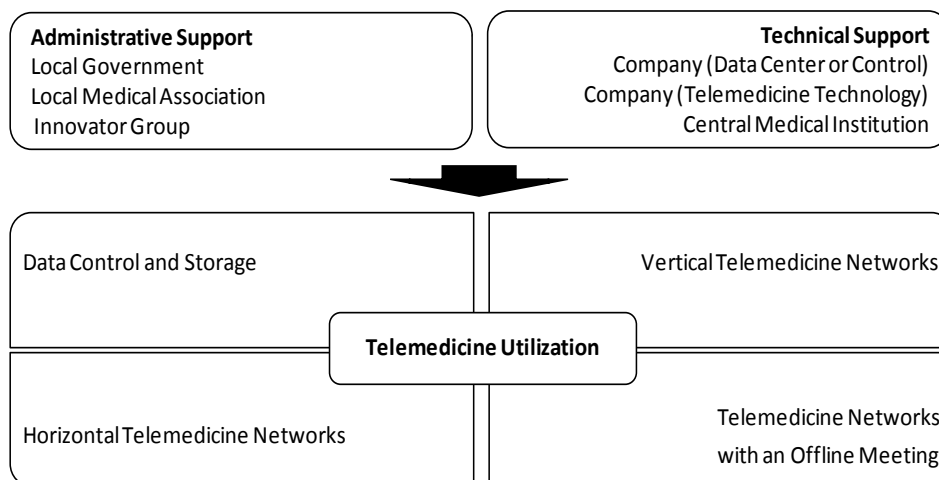 Administrative Support
Local Government
Local Medical Association
Innovator Group
Technical Support
Company (Data Center or Control)
Company (Telemedicine Technology)
Central Medical Institution
Data Control and Storage
Vertical Telemedicine Networks
Telemedicine Utilization
Horizontal Telemedicine Networks
Telemedicine Networks
with an Offline Meeting